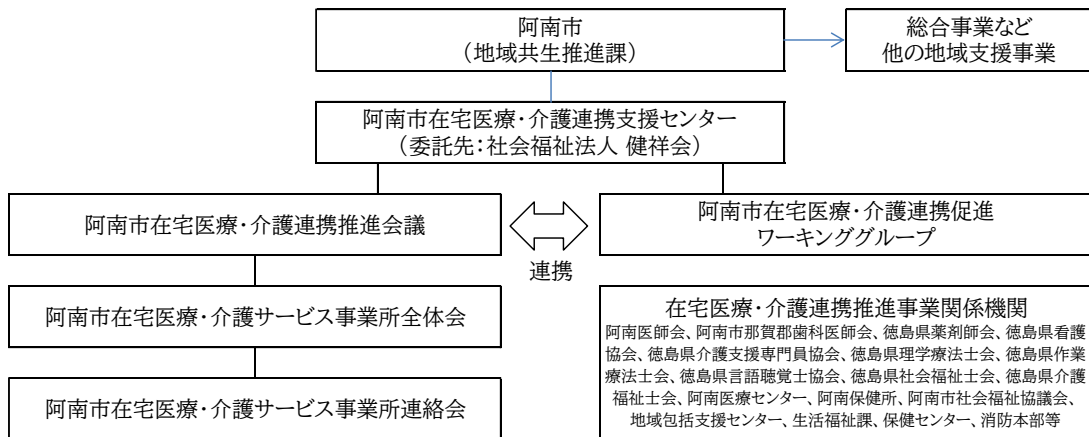 阿南市
（地域共生推進課）
総合事業など
他の地域支援事業
阿南市在宅医療・介護連携支援センター
（委託先：社会福祉法人 健祥会）
阿南市在宅医療・介護連携推進会議
連携
阿南市在宅医療・介護連携促進
ワーキンググループ
阿南市在宅医療・介護サービス事業所全体会
阿南市在宅医療・介護サービス事業所連絡会
在宅医療・介護連携推進事業関係機関
阿南医師会、阿南市那賀郡歯科医師会、徳島県薬剤師会、徳島県看護
協会、徳島県介護支援専門員協会、徳島県理学療法士会、徳島県作業
療法士会、徳島県言語聴覚士協会、徳島県社会福祉士会、徳島県介護
福祉士会、阿南医療センター、阿南保健所、阿南市社会福祉協議会、
地域包括支援センター、生活福祉課、保健センター、消防本部等